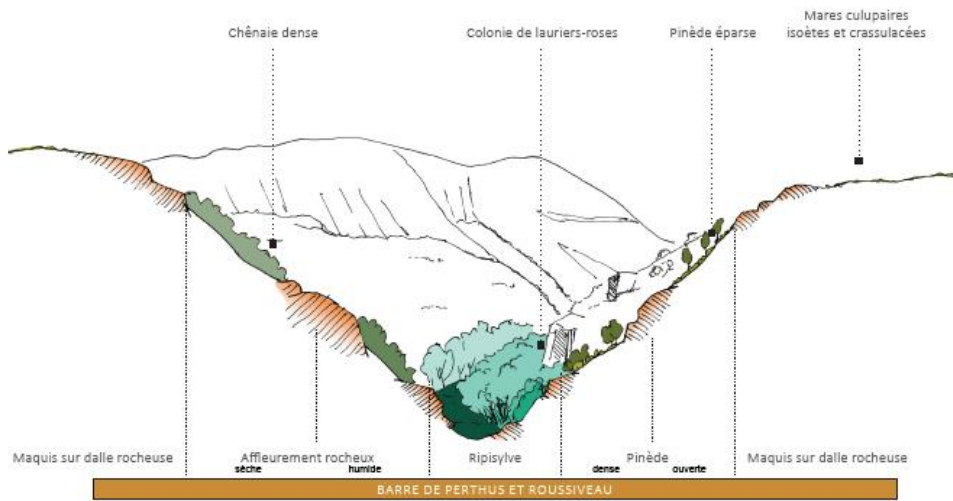 Mares culupaires
isoètes et crassulacées
Chênaie dense
Colonie de lauriers-roses
Pinède éparse
Maquis sur dalle rocheuse
Affleurement rocheux
sèche
humide
Ripisylve
Pinède
dense
ouverte
Maquis sur dalle rocheuse
BARRE DE PERTHUS ET ROUSSIVEAU